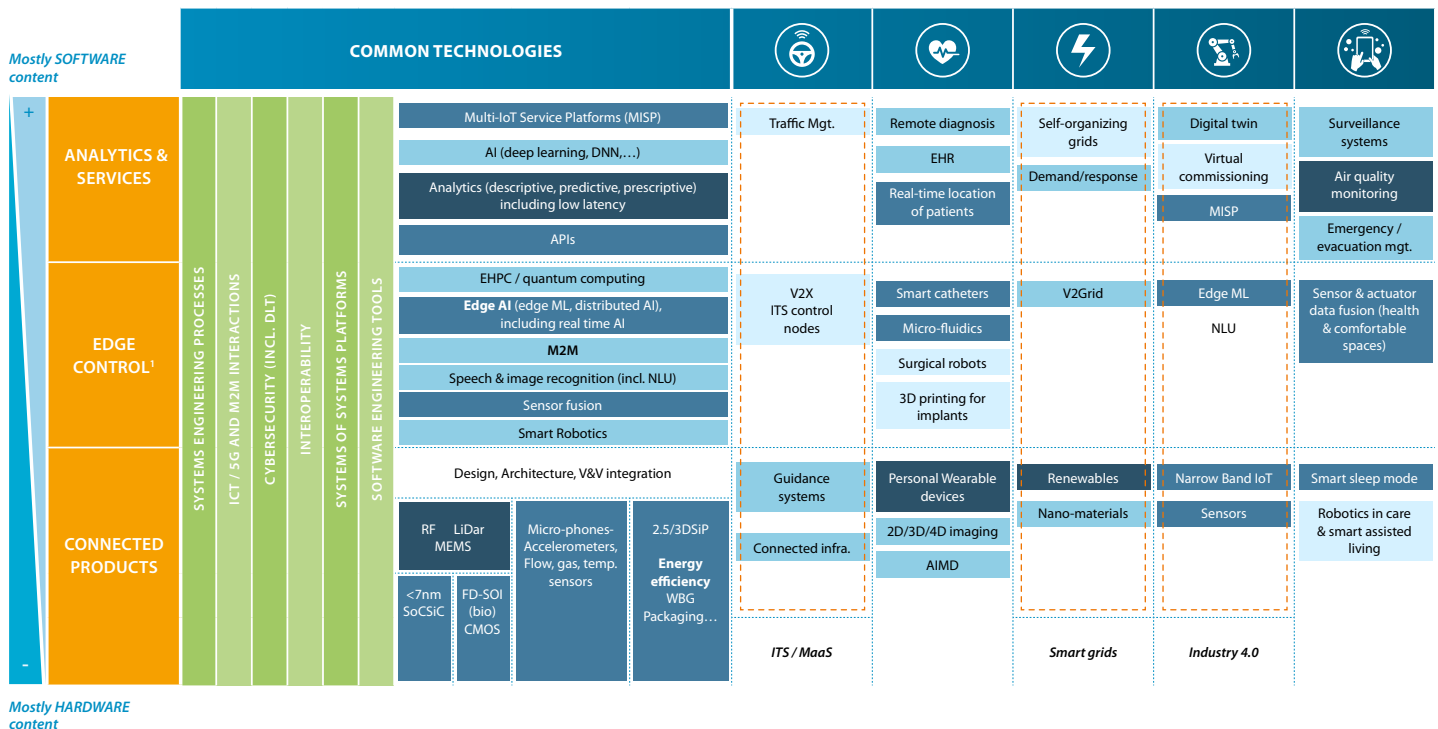 Mostly SOFTWARE
content
COMMON TECHNOLOGIES
+
-
Mostly HARDWARE
content
ANALYTICS &
SERVICES
EDGE
CONTROL¹
CONNECTED
PRODUCTS
SYSTEMS ENGINEERING PROCESSES
ICT / 5G AND M2M INTERACTIONS
CYBERSECURITY (INCL. DLT)
INTEROPERABILITY
SYSTEMS OF SYSTEMS PLATFORMS
SOFTWARE ENGINEERING TOOLS
Multi-IoT Service Platforms (MISP)
AI (deep learning, DNN,…)
Analytics (descriptive, predictive, prescriptive)
including low latency
APIs
EHPC / quantum computing
Edge AI (edge ML, distributed AI),
including real time AI
M2M
Speech & image recognition (incl. NLU)
Sensor fusion
Smart Robotics
Design, Architecture, V&V integration
RF LiDar
MEMS
<7nm
SoCSiC
FD-SOI
(bio)
CMOS
Micro-phones-
Accelerometers,
Flow, gas, temp.
sensors
2.5/3DSiP
Energy
efficiency
WBG
Packaging…
Traffic Mgt.
V2X
ITS control
nodes
Guidance
systems
Connected infra.
ITS / MaaS
Remote diagnosis
EHR
Real-time location
of patients
Smart catheters
Micro-fluidics
Surgical robots
3D printing for
implants
Personal Wearable
devices
2D/3D/4D imaging
AIMD
Self-organizing
grids
Demand/response
V2Grid
Renewables
Nano-materials
Smart grids
Digital twin
Virtual
commissioning
MISP
Edge ML
NLU
Narrow Band IoT
Sensors
Industry 4.0
Surveillance
systems
Air quality
monitoring
Emergency /
evacuation mgt.
Sensor & actuator
data fusion (health
& comfortable
spaces)
Smart sleep mode
Robotics in care
& smart assisted
living